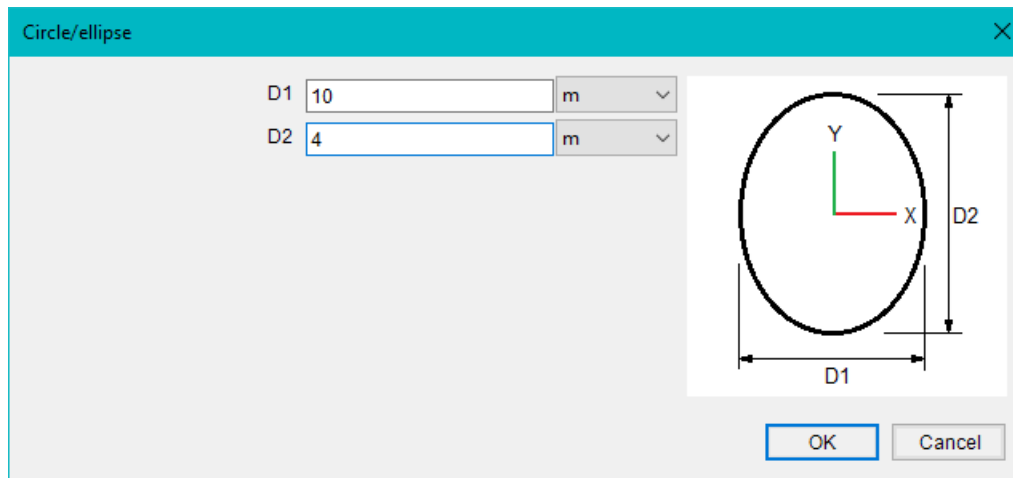 Circle/ellipse
D1 10 m
D2 4 m
Y
X
D2
D1
OK Cancel